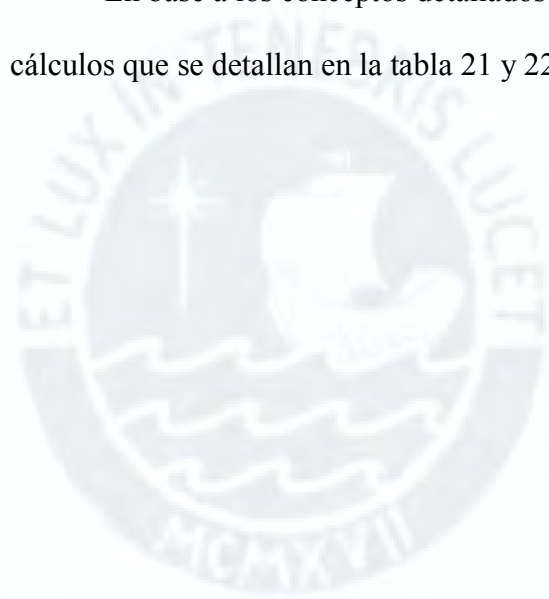 En base a los conceptos detallados
cálculos que se detallan en la tabla 21 y 22
ET LUX IN TENEBRIS LUCET
MCMXVII